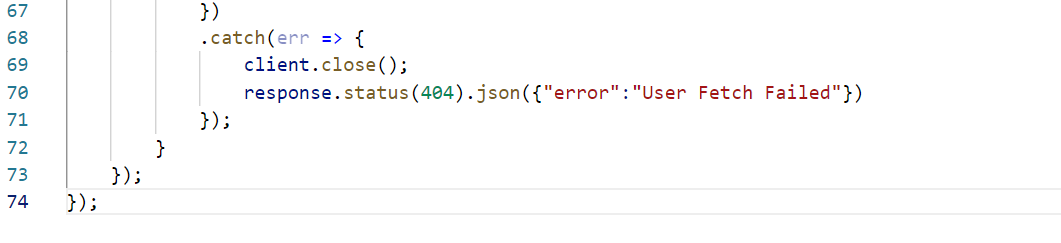 67 })
68 .catch(err => {
69 client.close();
70 response.status(404).json({"error":"User Fetch Failed"})
71 });
72 }
73 });
74 });